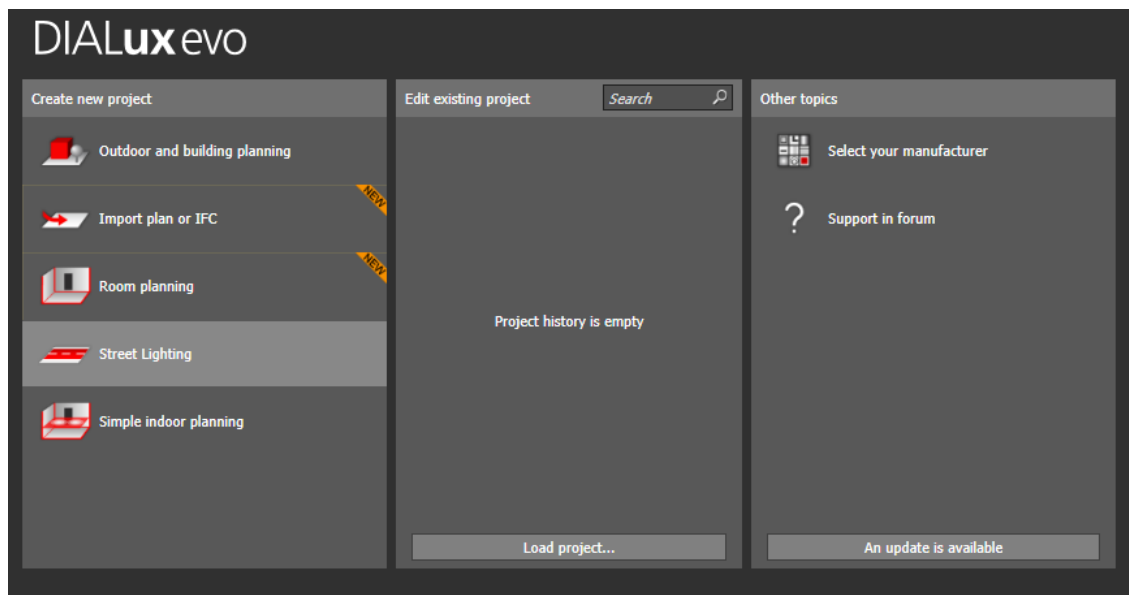 DIALux evo
Create new project
Outdoor and building planning
NEW
Import plan or IFC
NEW
Room planning
Street Lighting
Simple indoor planning
Edit existing project
Search
Project history is empty
Load project...
Other topics
Select your manufacturer
?
Support in forum
An update is available